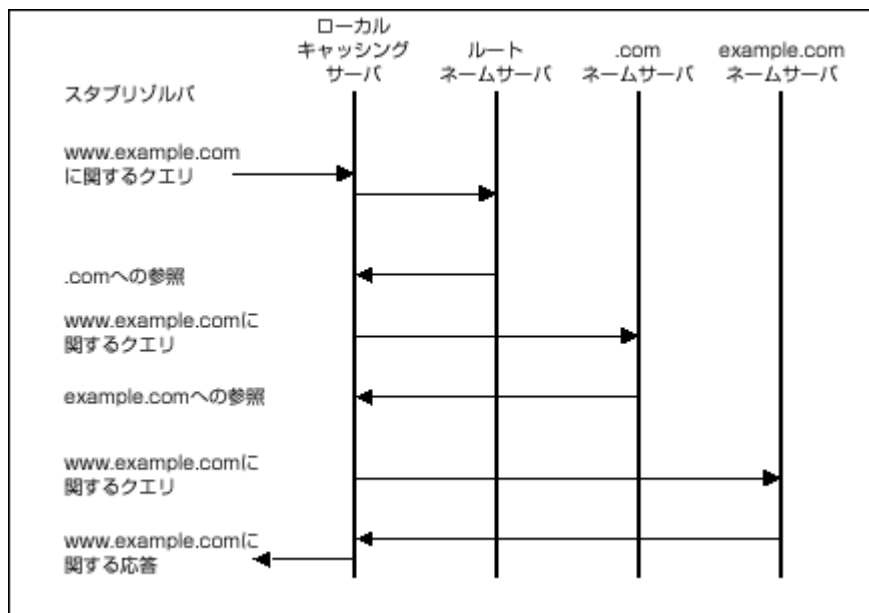 ローカル
キャッシング
サーバ
ルート
ネームサーバ
.com
ネームサーバ
example.com
ネームサーバ
スタブリゾルバ
www.example.com
に関するクエリ
.comへの参照
www.example.comに
関するクエリ
example.comへの参照
www.example.comに
関するクエリ
www.example.comに
関する応答